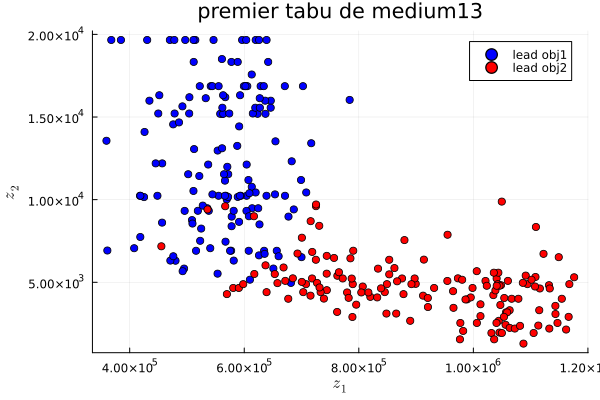 premier tabu de medium13
lead obj1
lead obj2
2.00×10⁴
1.50×10⁴
1.00×10⁴
5.00×10³
z₂
4.00×10⁵
6.00×10⁵
8.00×10⁵
1.00×10⁶
1.20×1
z₁